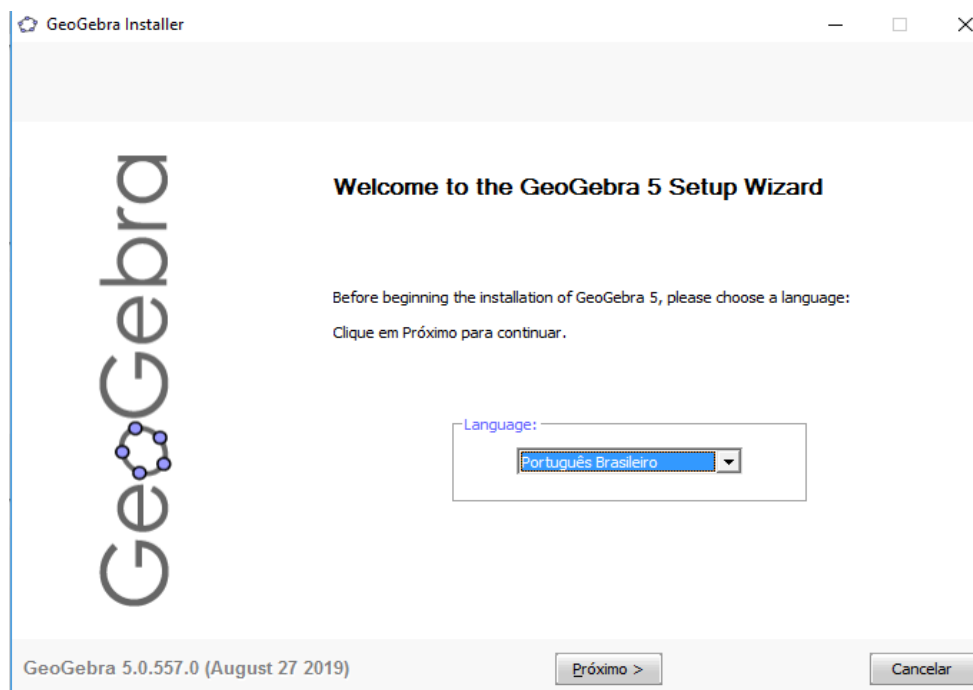 GeoGebra Installer
GeoGebra
Welcome to the GeoGebra 5 Setup Wizard
Before beginning the installation of GeoGebra 5, please choose a language:
Clique em Próximo para continuar.
Language:
Português Brasileiro
GeoGebra 5.0.557.0 (August 27 2019)
Próximo >
Cancelar